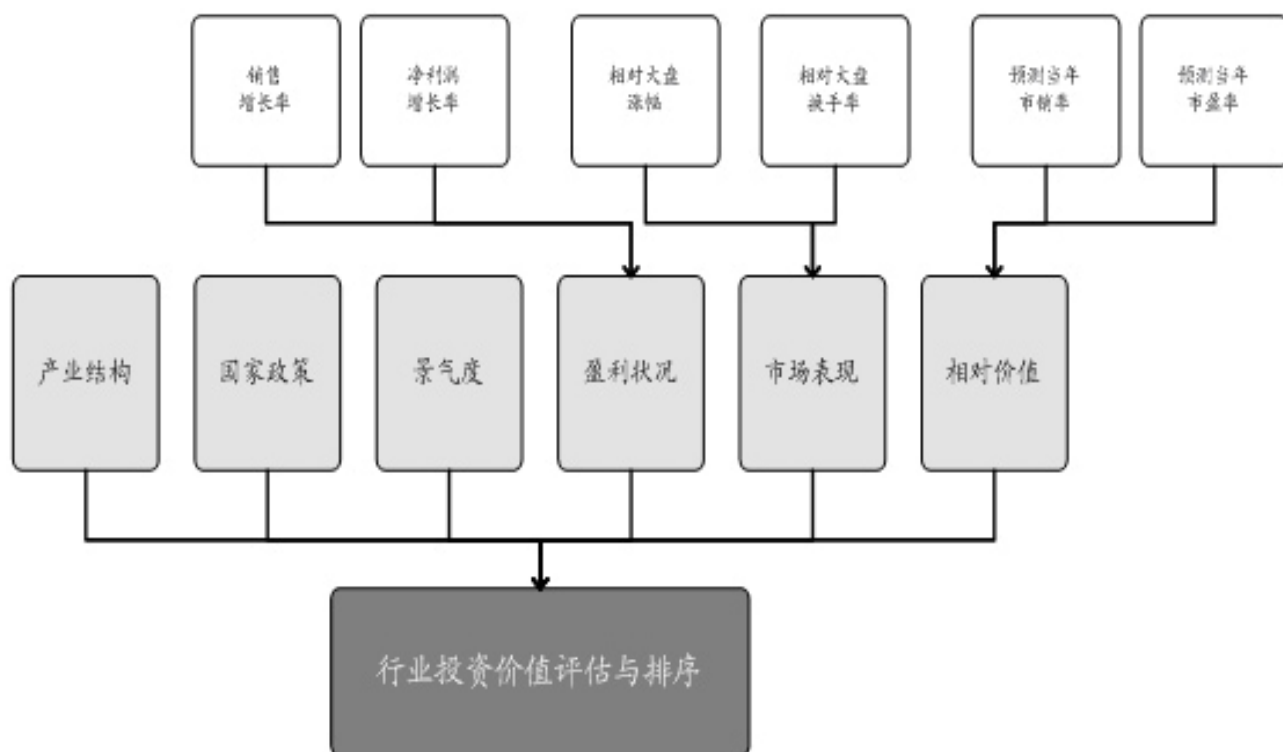 销售
增长率
净利润
增长率
相对大盘
涨幅
相对大盘
换手率
预测当年
市销率
预测当年
市盈率
产业结构
国家政策
景气度
盈利状况
市场表现
相对价值
行业投资价值评估与排序